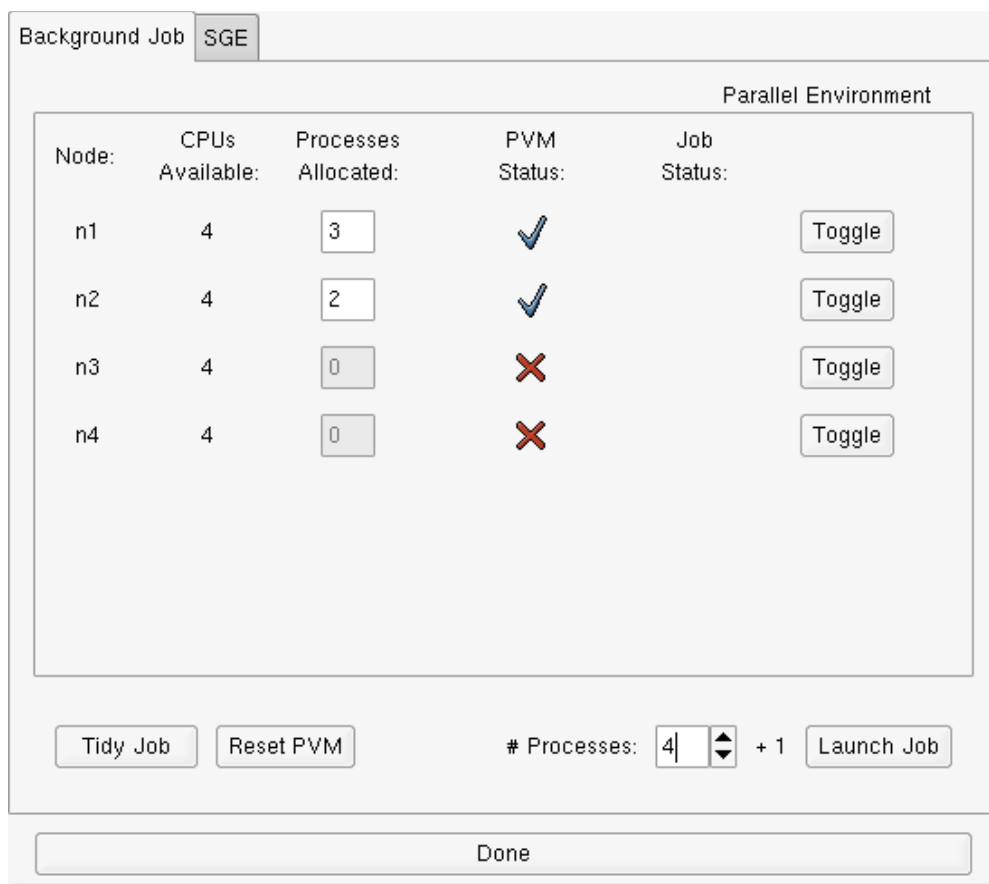 Background Job SGE
Parallel Environment
Node: CPUs Available: Processes Allocated: PVM Status: Job Status:
n1 4 3 Toggle
n2 4 2 Toggle
n3 4 0 Toggle
n4 4 0 Toggle
Tidy Job Reset PVM # Processes: 4 + 1 Launch Job
Done